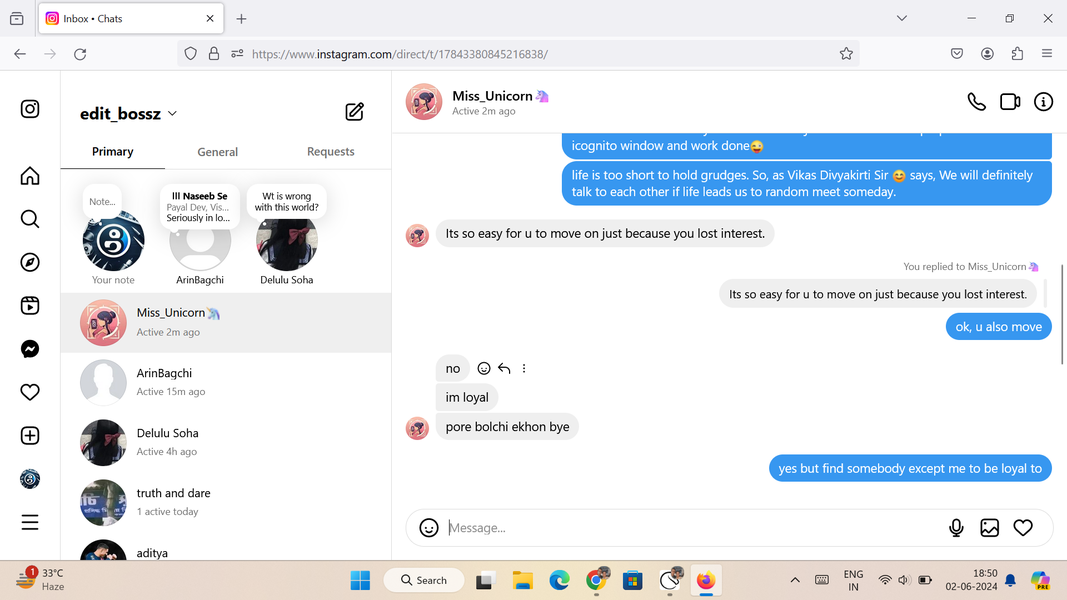 Inbox • Chats
https://www.instagram.com/direct/t/17843380845216838/
edit_bossz
Primary
General
Requests
Note...
lll Naseeb Se
Payal Dev, Vis...
Seriously in lo...
Wt is wrong
with this world?
Your note
ArinBagchi
Delulu Soha
Miss_Unicorn🦄
Active 2m ago
ArinBagchi
Active 15m ago
Delulu Soha
Active 4h ago
truth and dare
1 active today
aditya
Miss_Unicorn🦄
Active 2m ago
icognito window and work done😜
life is too short to hold grudges. So, as Vikas Divyakirti Sir 😊 says, We will definitely
talk to each other if life leads us to random meet someday.
Its so easy for u to move on just because you lost interest.
You replied to Miss_Unicorn🦄
Its so easy for u to move on just because you lost interest.
ok, u also move
no
im loyal
pore bolchi ekhon bye
yes but find somebody except me to be loyal to
Message...
1
33°C
Haze
Search
ENG
IN
18:50
02-06-2024
PRE